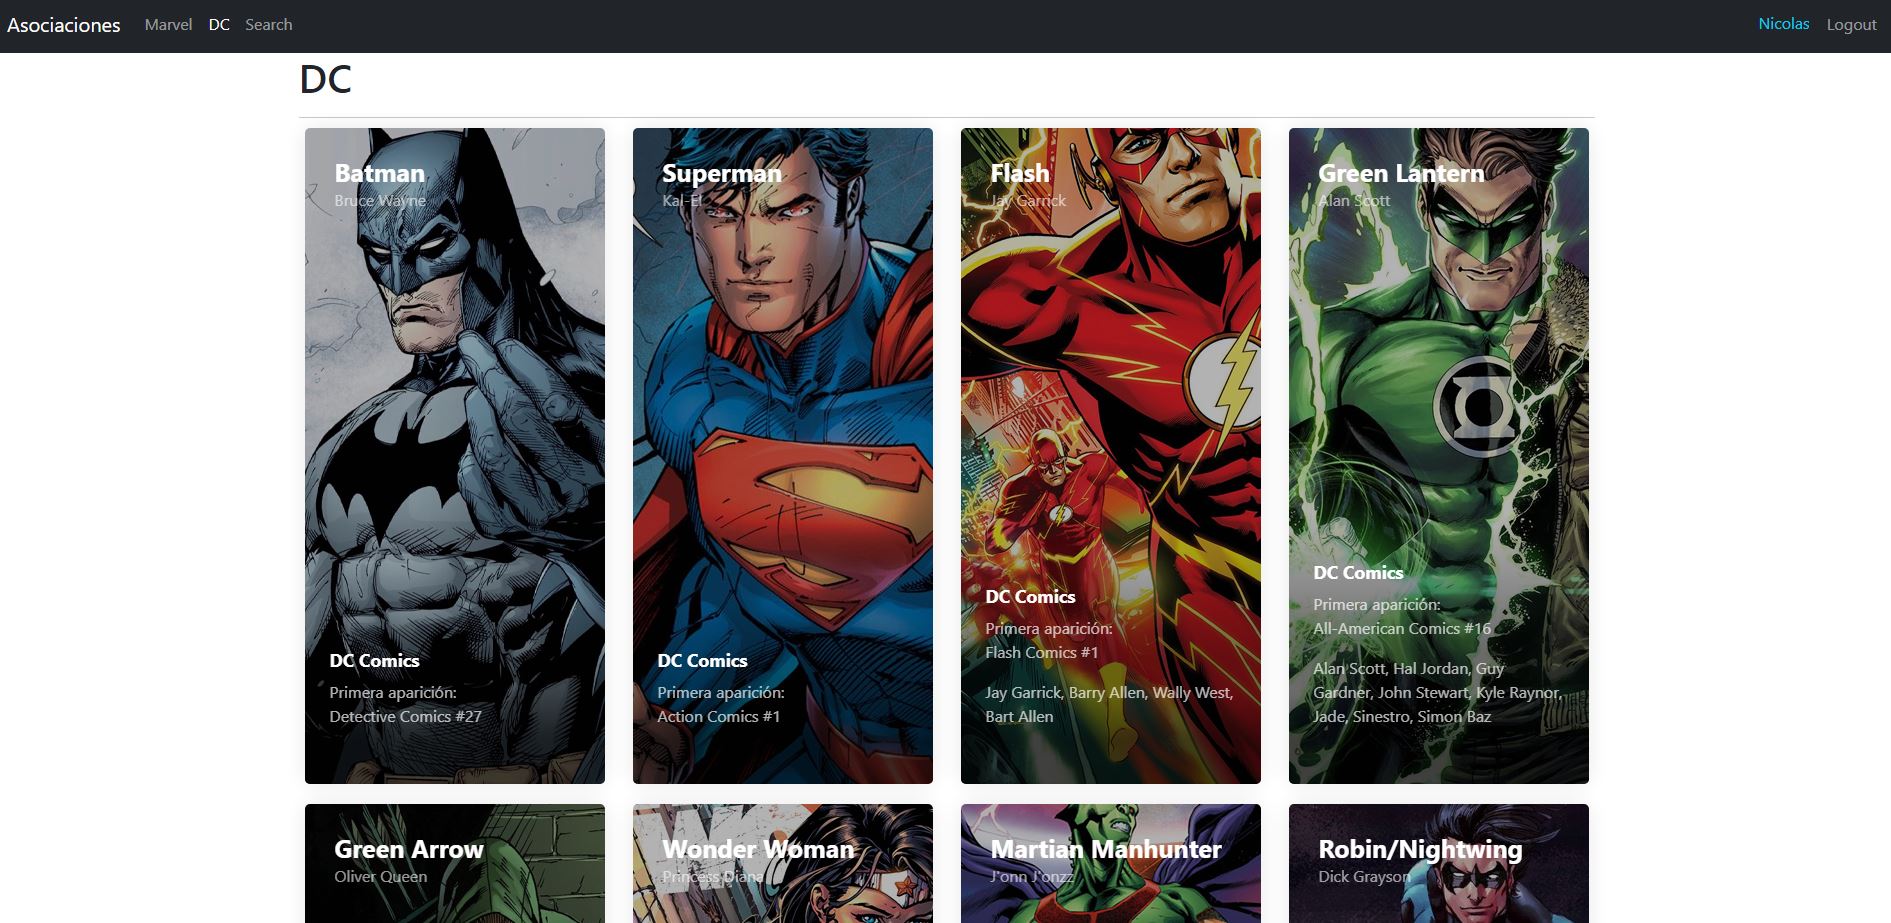 Asociaciones Marvel DC Search Nicolas Logout
DC
Batman
Bruce Wayne
DC Comics
Primera aparición:
Detective Comics #27
Superman
Kal-El
DC Comics
Primera aparición:
Action Comics #1
Flash
Jay Garrick
DC Comics
Primera aparición:
Flash Comics #1
Jay Garrick, Barry Allen, Wally West,
Bart Allen
Green Lantern
Alan Scott
DC Comics
Primera aparición:
All-American Comics #16
Alan Scott, Hal Jordan, Guy
Gardner, John Stewart, Kyle Raynor,
Jade, Sinestro, Simon Baz
Green Arrow
Oliver Queen
Wonder Woman
Princess Diana
Martian Manhunter
J'onn J'onzz
Robin/Nightwing
Dick Grayson